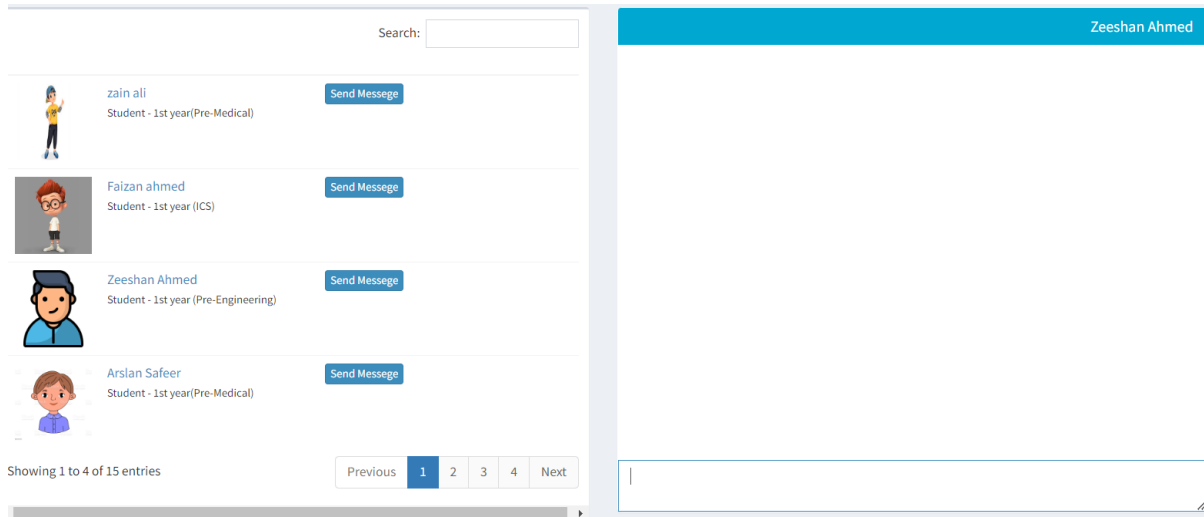 Search:
Zeeshan Ahmed
zain ali
Send Messege
Student - 1st year(Pre-Medical)
Faizan ahmed
Send Messege
Student - 1st year (ICS)
Zeeshan Ahmed
Send Messege
Student - 1st year (Pre-Engineering)
Arslan Safeer
Send Messege
Student - 1st year(Pre-Medical)
Showing 1 to 4 of 15 entries
Previous 1 2 3 4 Next